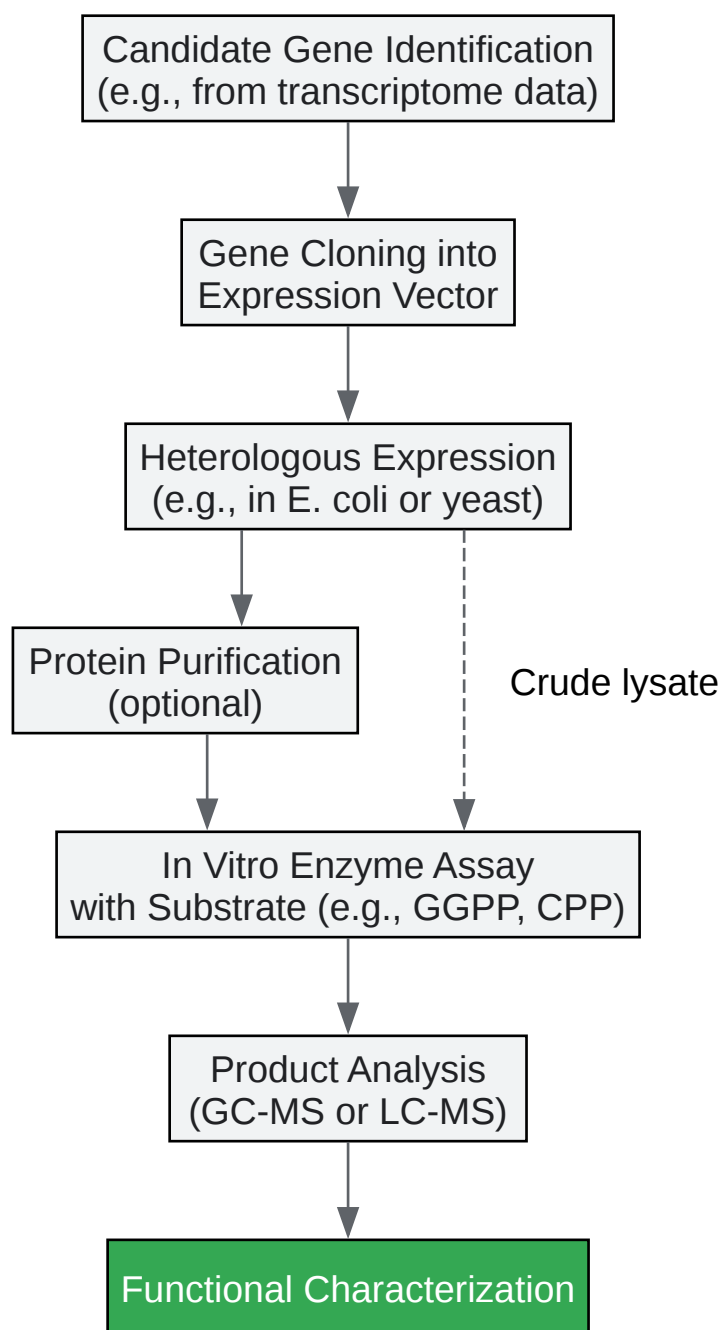 Candidate Gene Identification
(e.g., from transcriptome data)
Gene Cloning into
Expression Vector
Heterologous Expression
(e.g., in E. coli or yeast)
Protein Purification
(optional)
Crude lysate
In Vitro Enzyme Assay
with Substrate (e.g., GGPP, CPP)
Product Analysis
(GC-MS or LC-MS)
Functional Characterization